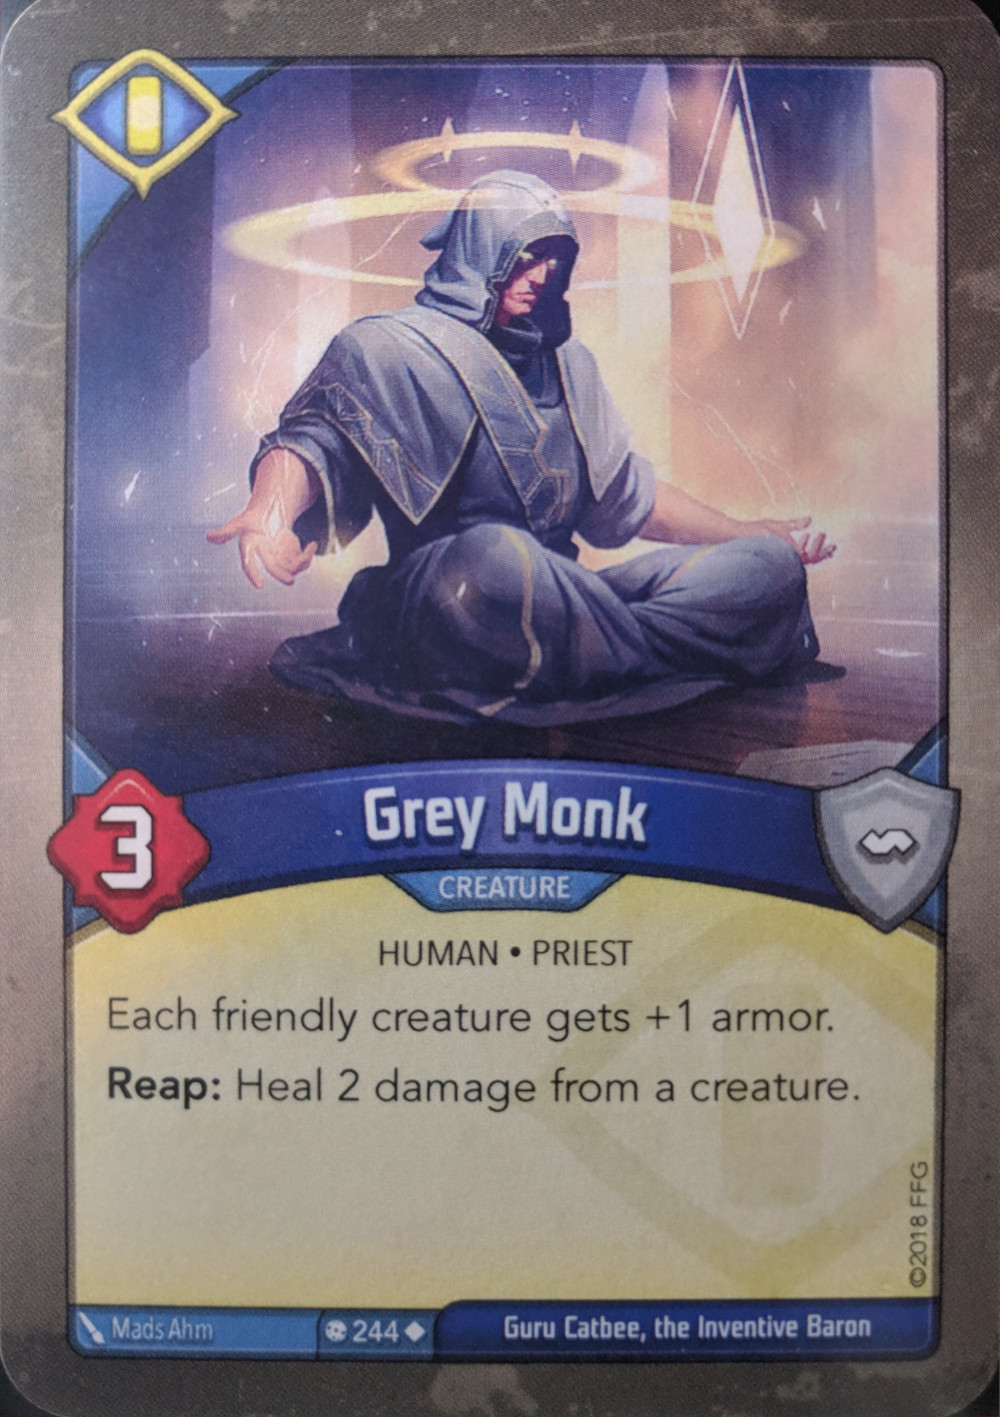 3
Grey Monk
CREATURE
HUMAN • PRIEST
Each friendly creature gets +1 armor.
Reap: Heal 2 damage from a creature.
©2018 FFG
Mads Ahm
244
Guru Catbee, the Inventive Baron